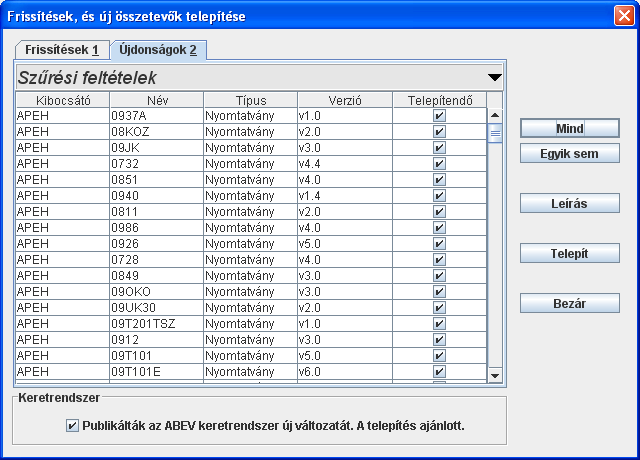 Frissítések, és új összetevők telepítése
Frissítések 1 Újdonságok 2
Szűrési feltételek
Kibocsátó Név Típus Verzió Telepítendő
APEH 0937A Nyomtatvány v1.0
APEH 08KOZ Nyomtatvány v2.0
APEH 09JK Nyomtatvány v3.0
APEH 0732 Nyomtatvány v4.4
APEH 0851 Nyomtatvány v4.0
APEH 0940 Nyomtatvány v1.4
APEH 0811 Nyomtatvány v2.0
APEH 0986 Nyomtatvány v4.0
APEH 0926 Nyomtatvány v5.0
APEH 0728 Nyomtatvány v4.0
APEH 0849 Nyomtatvány v3.0
APEH 09OKO Nyomtatvány v3.0
APEH 09UK30 Nyomtatvány v2.0
APEH 09T201TSZ Nyomtatvány v1.0
APEH 0912 Nyomtatvány v3.0
APEH 09T101 Nyomtatvány v5.0
APEH 09T101E Nyomtatvány v6.0
Mind
Egyik sem
Leírás
Telepít
Bezár
Keretrendszer
Publikálták az ABEV keretrendszer új változatát. A telepítés ajánlott.